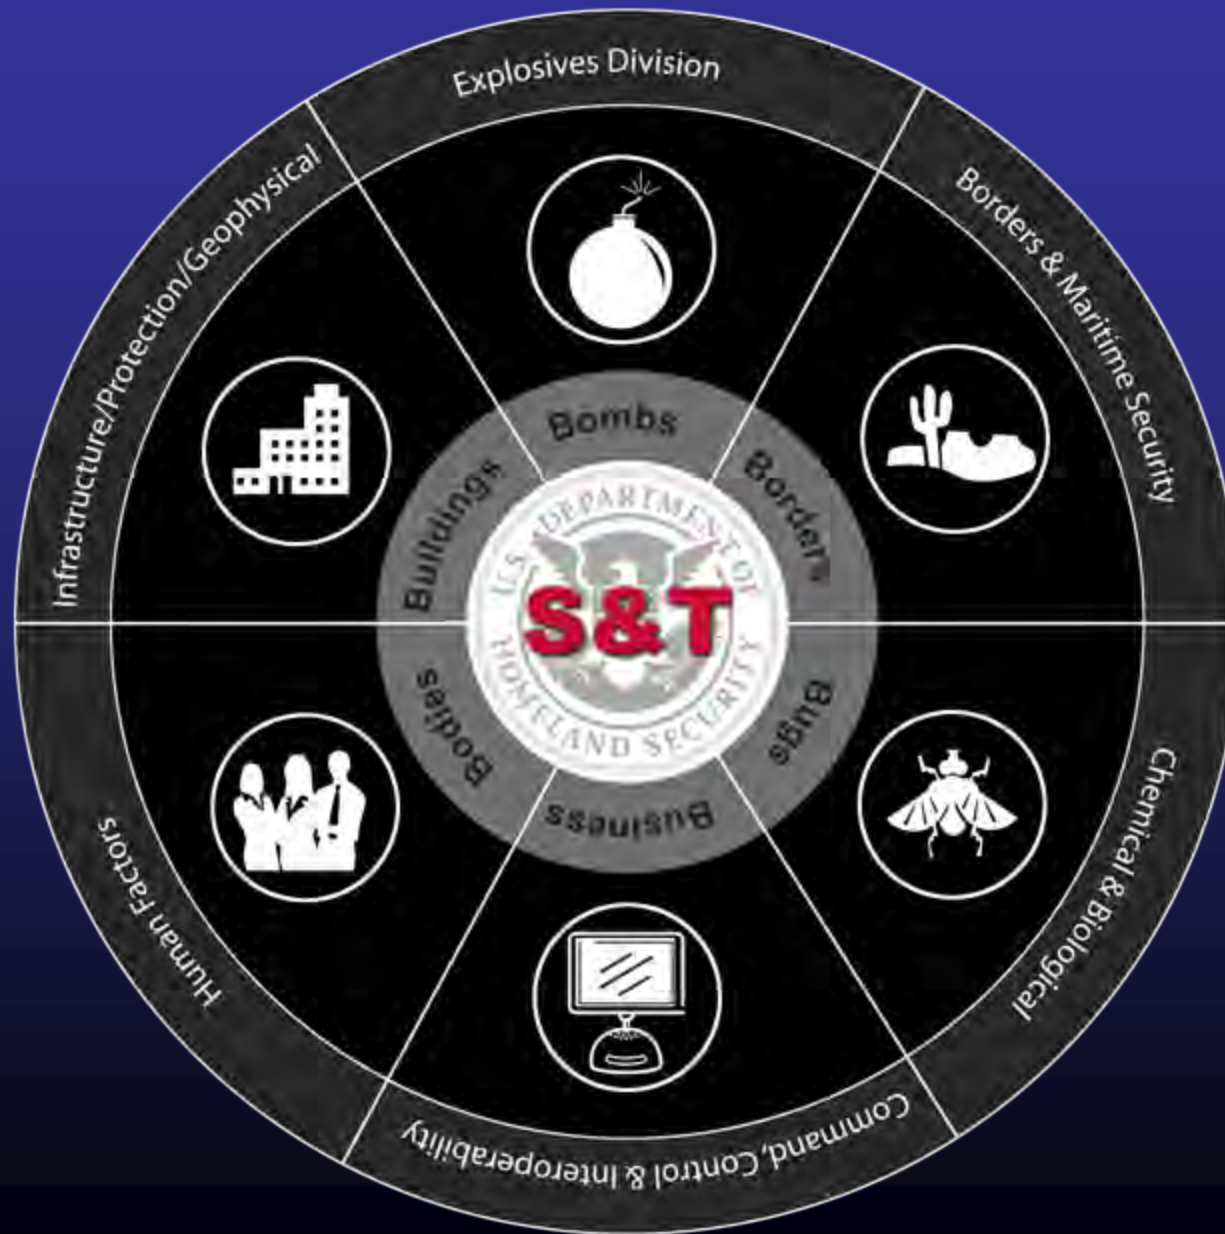 Explosives Division
Borders & Maritime Security
Chemical & Biological
Command, Control & Interoperability
Human Factors
Infrastructure/Protection/Geophysical
Bombs
Borders
Bugs
Business
Bodies
Buildings
U.S. DEPARTMENT OF
HOMELAND SECURITY
S&T